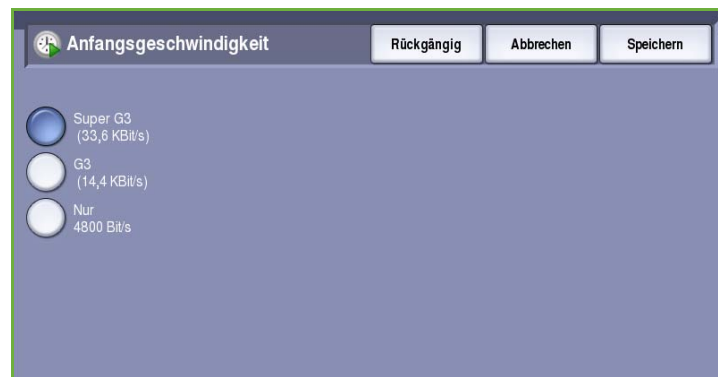 Anfangsgeschwindigkeit
Rückgängig
Abbrechen
Speichern
Super G3
(33,6 KBit/s)
G3
(14,4 KBit/s)
Nur
4800 Bit/s